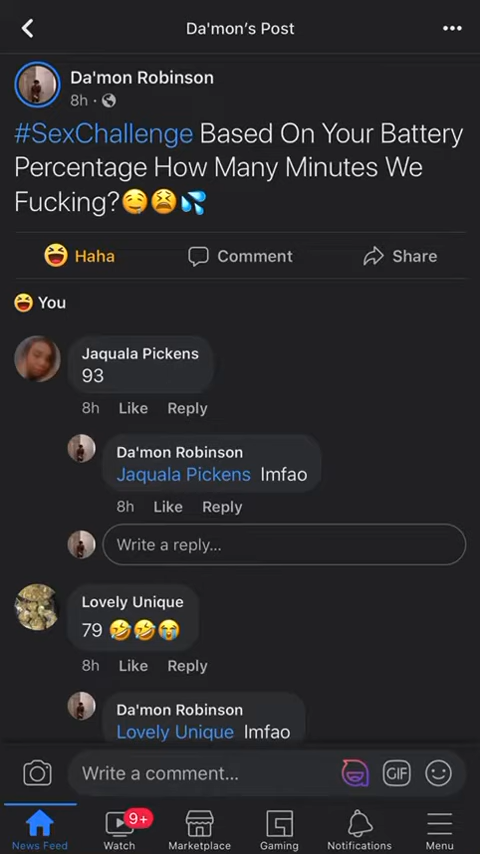 Da'mon's Post
Da'mon Robinson
8h ·
#SexChallenge Based On Your Battery
Percentage How Many Minutes We
Fucking?🤤😫💦
Haha
Comment
Share
You
Jaquala Pickens
93
8h Like Reply
Da'mon Robinson
Jaquala Pickens lmfao
8h Like Reply
Write a reply...
Lovely Unique
79 🤣🤣😭
8h Like Reply
Da'mon Robinson
Lovely Unique lmfao
Write a comment...
GIF
9+
News Feed
Watch
Marketplace
Gaming
Notifications
Menu